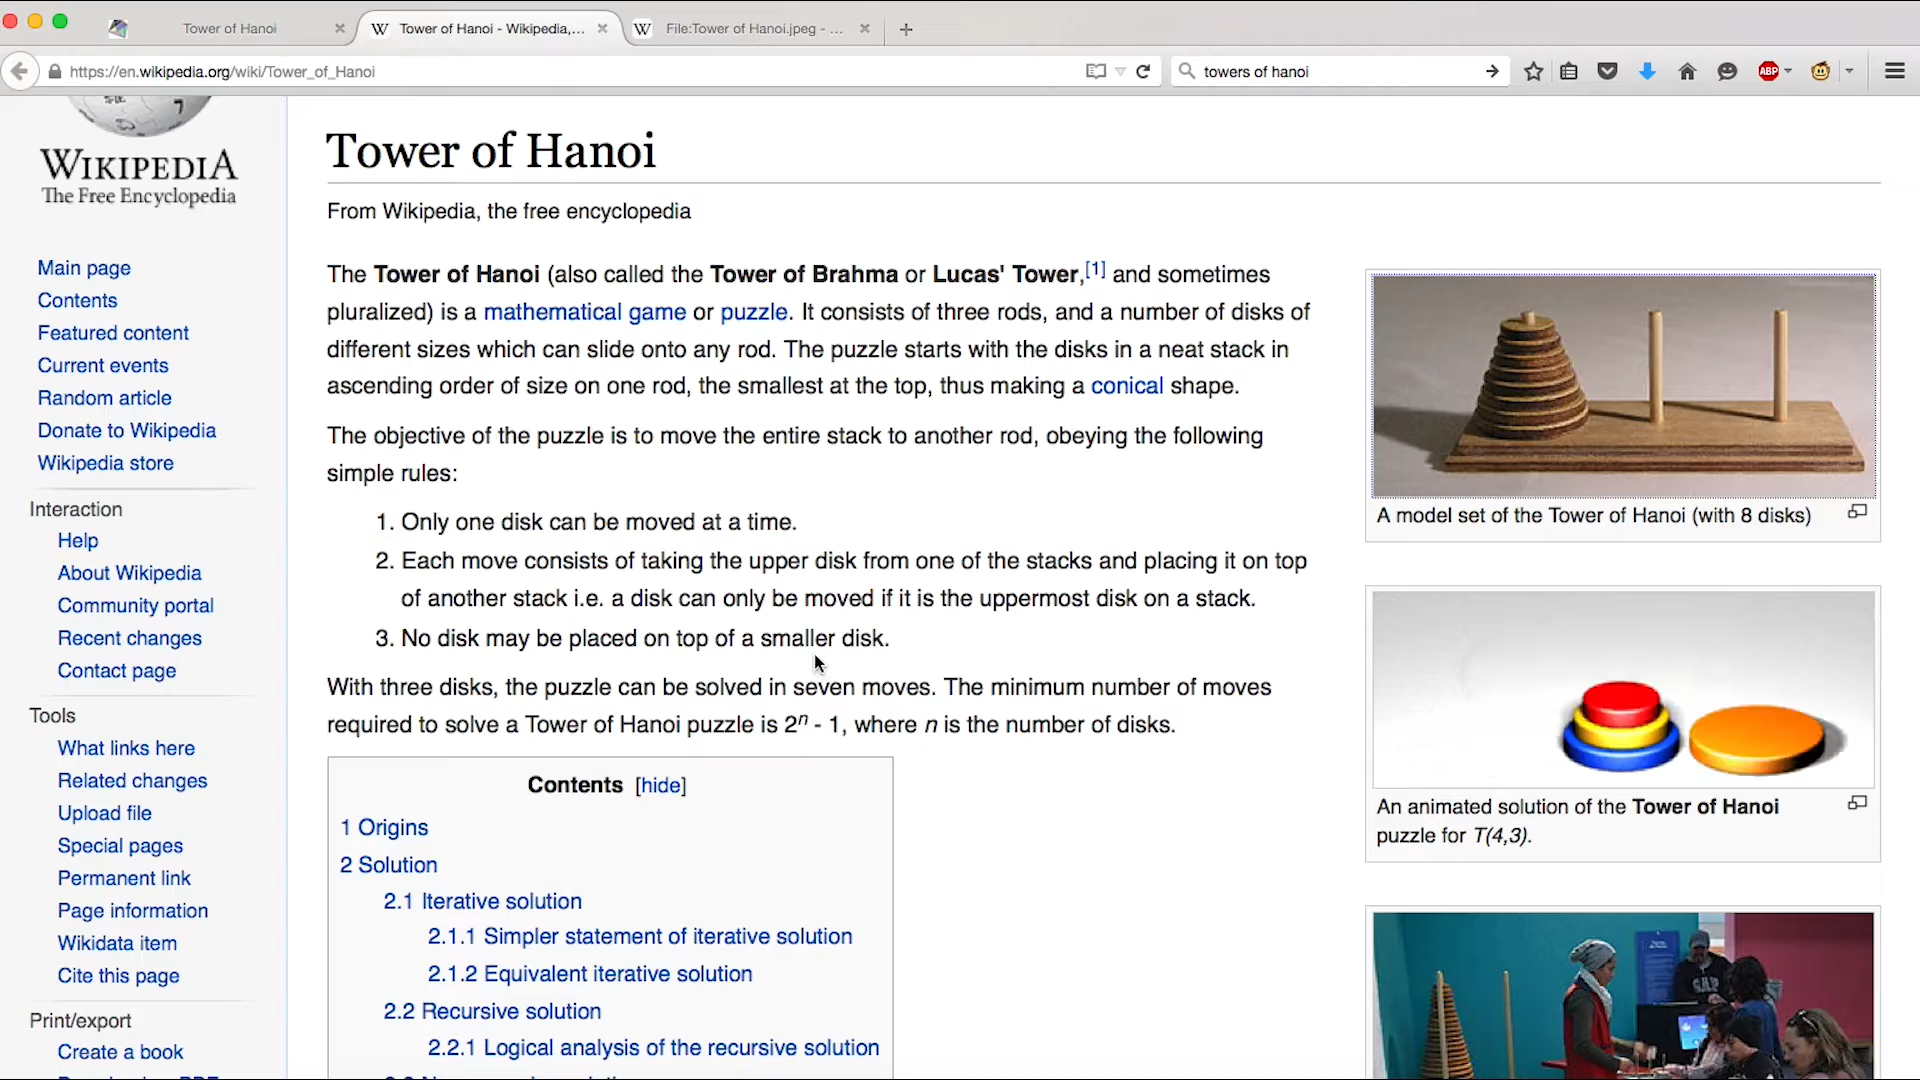 Tower of Hanoi
Tower of Hanoi - Wikipedia,...
File:Tower of Hanoi.jpeg - ...
https://en.wikipedia.org/wiki/Tower_of_Hanoi
towers of hanoi
ABP
WIKIPEDIA
The Free Encyclopedia
Main page
Contents
Featured content
Current events
Random article
Donate to Wikipedia
Wikipedia store
Interaction
Help
About Wikipedia
Community portal
Recent changes
Contact page
Tools
What links here
Related changes
Upload file
Special pages
Permanent link
Page information
Wikidata item
Cite this page
Print/export
Create a book
Tower of Hanoi
From Wikipedia, the free encyclopedia
The Tower of Hanoi (also called the Tower of Brahma or Lucas' Tower,[1] and sometimes
pluralized) is a mathematical game or puzzle. It consists of three rods, and a number of disks of
different sizes which can slide onto any rod. The puzzle starts with the disks in a neat stack in
ascending order of size on one rod, the smallest at the top, thus making a conical shape.
The objective of the puzzle is to move the entire stack to another rod, obeying the following
simple rules:
1. Only one disk can be moved at a time.
2. Each move consists of taking the upper disk from one of the stacks and placing it on top
of another stack i.e. a disk can only be moved if it is the uppermost disk on a stack.
3. No disk may be placed on top of a smaller disk.
With three disks, the puzzle can be solved in seven moves. The minimum number of moves
required to solve a Tower of Hanoi puzzle is 2ⁿ - 1, where n is the number of disks.
Contents [hide]
1 Origins
2 Solution
2.1 Iterative solution
2.1.1 Simpler statement of iterative solution
2.1.2 Equivalent iterative solution
2.2 Recursive solution
2.2.1 Logical analysis of the recursive solution
A model set of the Tower of Hanoi (with 8 disks)
An animated solution of the Tower of Hanoi
puzzle for T(4,3).